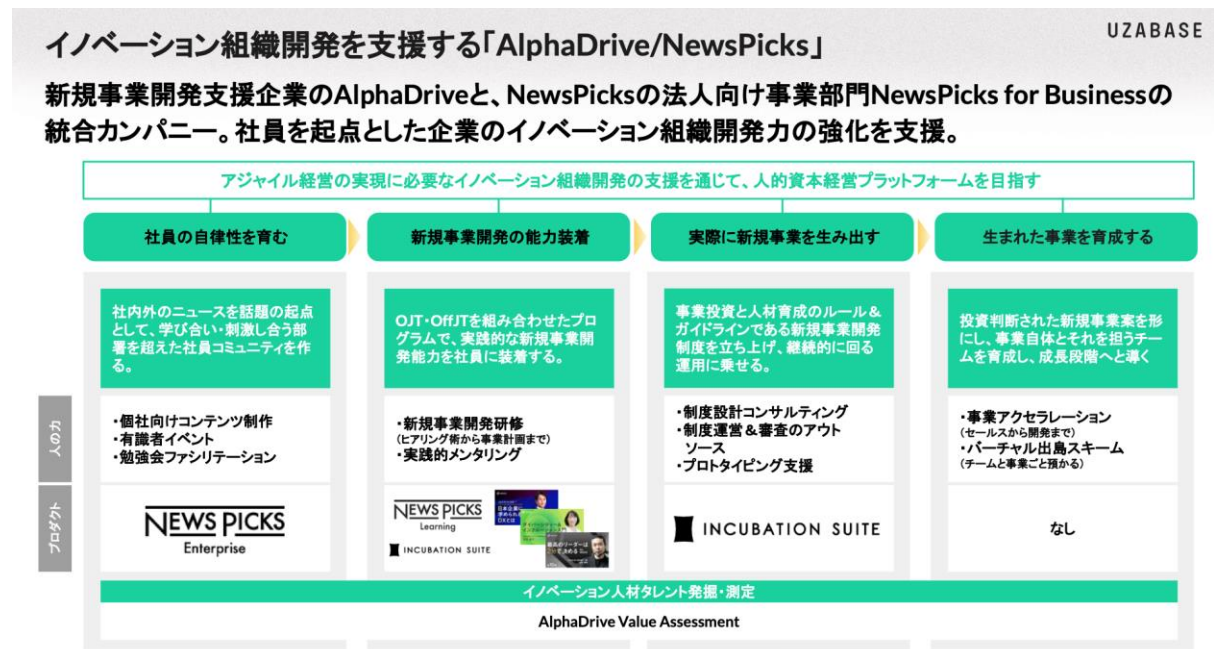 UZABASE
イノベーション組織開発を支援する「AlphaDrive/NewsPicks」
新規事業開発支援企業のAlphaDriveと、NewsPicksの法人向け事業部門NewsPicks for Businessの
統合カンパニー。社員を起点とした企業のイノベーション組織開発力の強化を支援。
アジャイル経営の実現に必要なイノベーション組織開発の支援を通じて、人的資本経営プラットフォームを目指す
社員の自律性を育む
新規事業開発の能力装着
実際に新規事業を生み出す
生まれた事業を育成する
社内外のニュースを話題の起点
として、学び合い・刺激し合う部
署を超えた社員コミュニティを作
る。
OJT・OffJTを組み合わせたプロ
グラムで、実践的な新規事業開
発能力を社員に装着する。
事業投資と人材育成のルール＆
ガイドラインである新規事業開発
制度を立ち上げ、継続的に回る
運用に乗せる。
投資判断された新規事業案を形
にし、事業自体とそれを担うチー
ムを育成し、成長段階へと導く
人の力
・個社向けコンテンツ制作
・有識者イベント
・勉強会ファシリテーション
・新規事業開発研修
（ヒアリング術から事業計画まで）
・実践的メンタリング
・制度設計コンサルティング
・制度運営＆審査のアウト
ソース
・プロトタイピング支援
・事業アクセラレーション
（セールスから開発まで）
・バーチャル出島スキーム
（チームと事業ごと預かる）
プロダクト
NEWS PICKS
Enterprise
NEWS PICKS
Learning
INCUBATION SUITE
INCUBATION SUITE
なし
イノベーション人材タレント発掘・測定
AlphaDrive Value Assessment